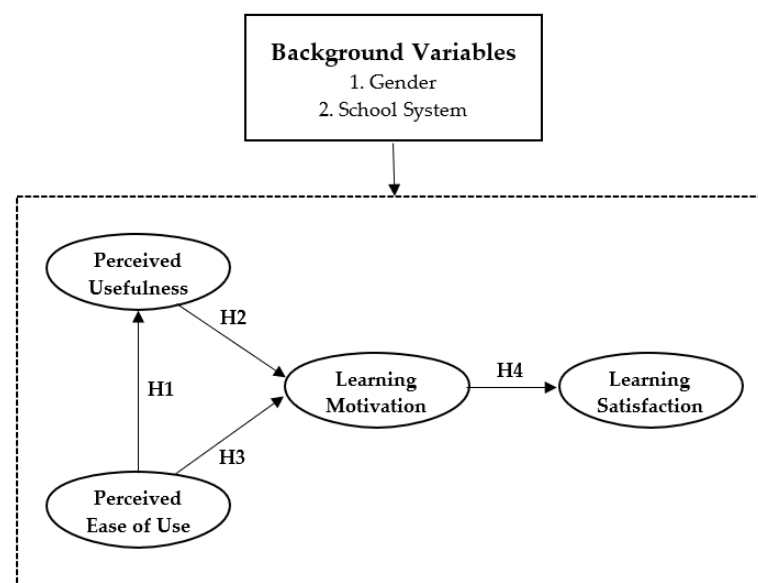 Background Variables
1. Gender
2. School System
Perceived
Usefulness
H2
H1
Learning
Motivation
H4
Learning
Satisfaction
H3
Perceived
Ease of Use